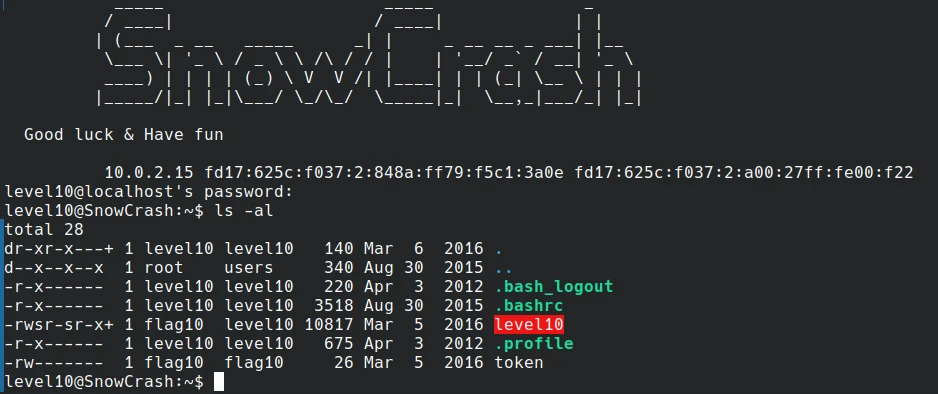 SnowCrash
Good luck & Have fun
10.0.2.15 fd17:625c:f037:2:848a:ff79:f5c1:3a0e fd17:625c:f037:2:a00:27ff:fe00:f22
level10@localhost's password:
level10@SnowCrash:~$ ls -al
total 28
dr-xr-x---+ 1 level10 level10   140 Mar  6  2016 .
d--x--x--x  1 root    users     340 Aug 30  2015 ..
-r-x------  1 level10 level10   220 Apr  3  2012 .bash_logout
-r-x------  1 level10 level10  3518 Aug 30  2015 .bashrc
-rwsr-sr-x+ 1 flag10  level10 10817 Mar  5  2016 level10
-r-x------  1 level10 level10   675 Apr  3  2012 .profile
-rw-------  1 flag10  flag10     26 Mar  5  2016 token
level10@SnowCrash:~$